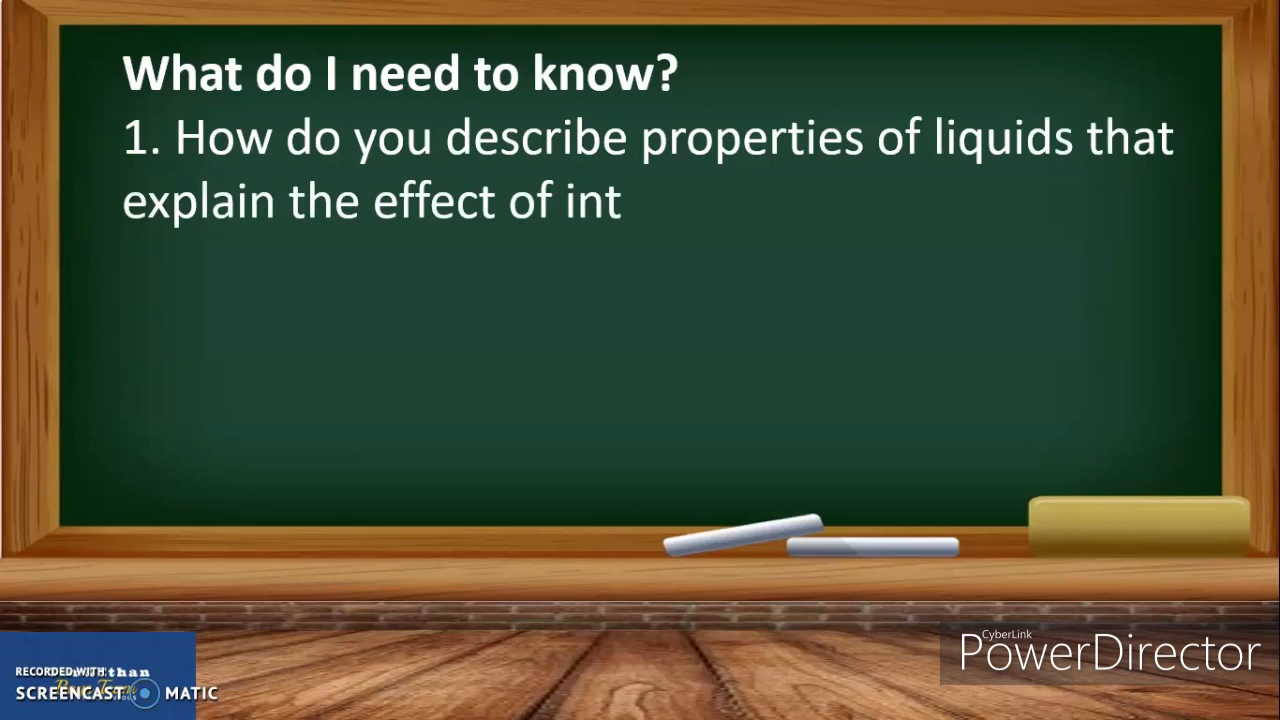 What do I need to know?
1. How do you describe properties of liquids that
explain the effect of int
CyberLink
PowerDirector
RECORDED WITH
SCREENCAST MATIC